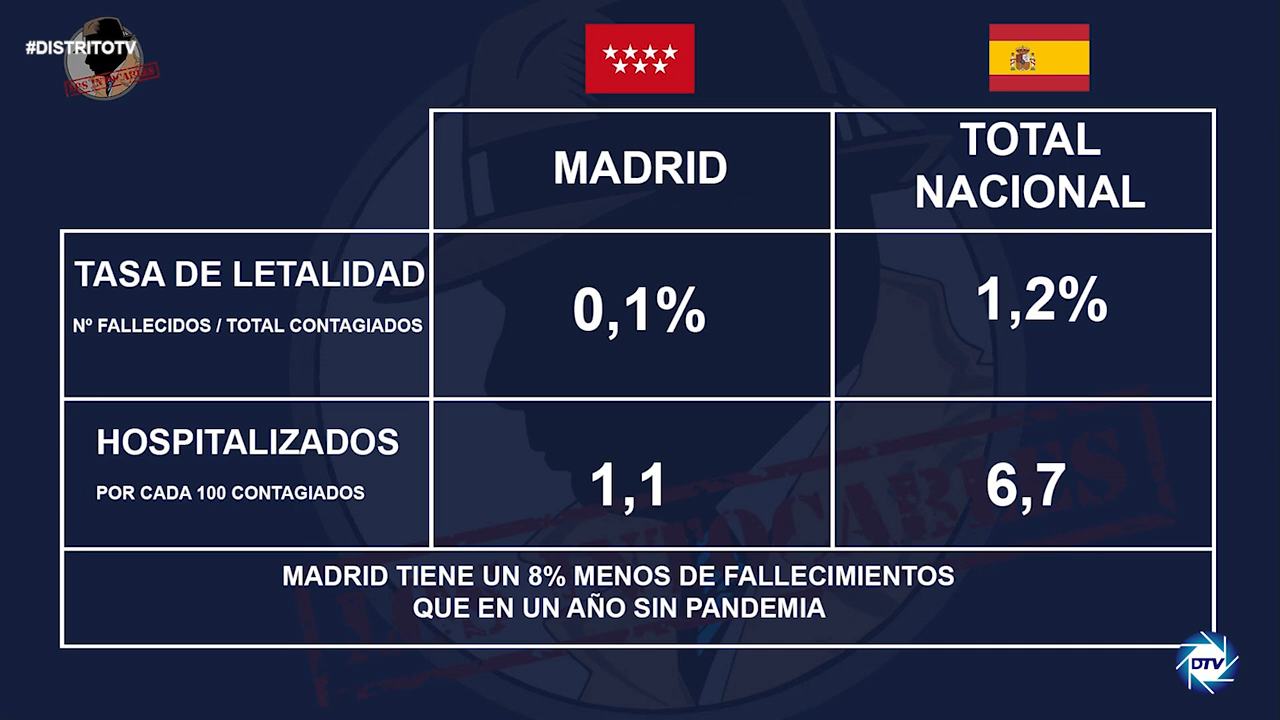 #DISTRITOTV
LOS INTOCABLES
MADRID
TOTAL
NACIONAL
TASA DE LETALIDAD
Nº FALLECIDOS / TOTAL CONTAGIADOS
0,1%
1,2%
HOSPITALIZADOS
POR CADA 100 CONTAGIADOS
1,1
6,7
MADRID TIENE UN 8% MENOS DE FALLECIMIENTOS
QUE EN UN AÑO SIN PANDEMIA
DTV